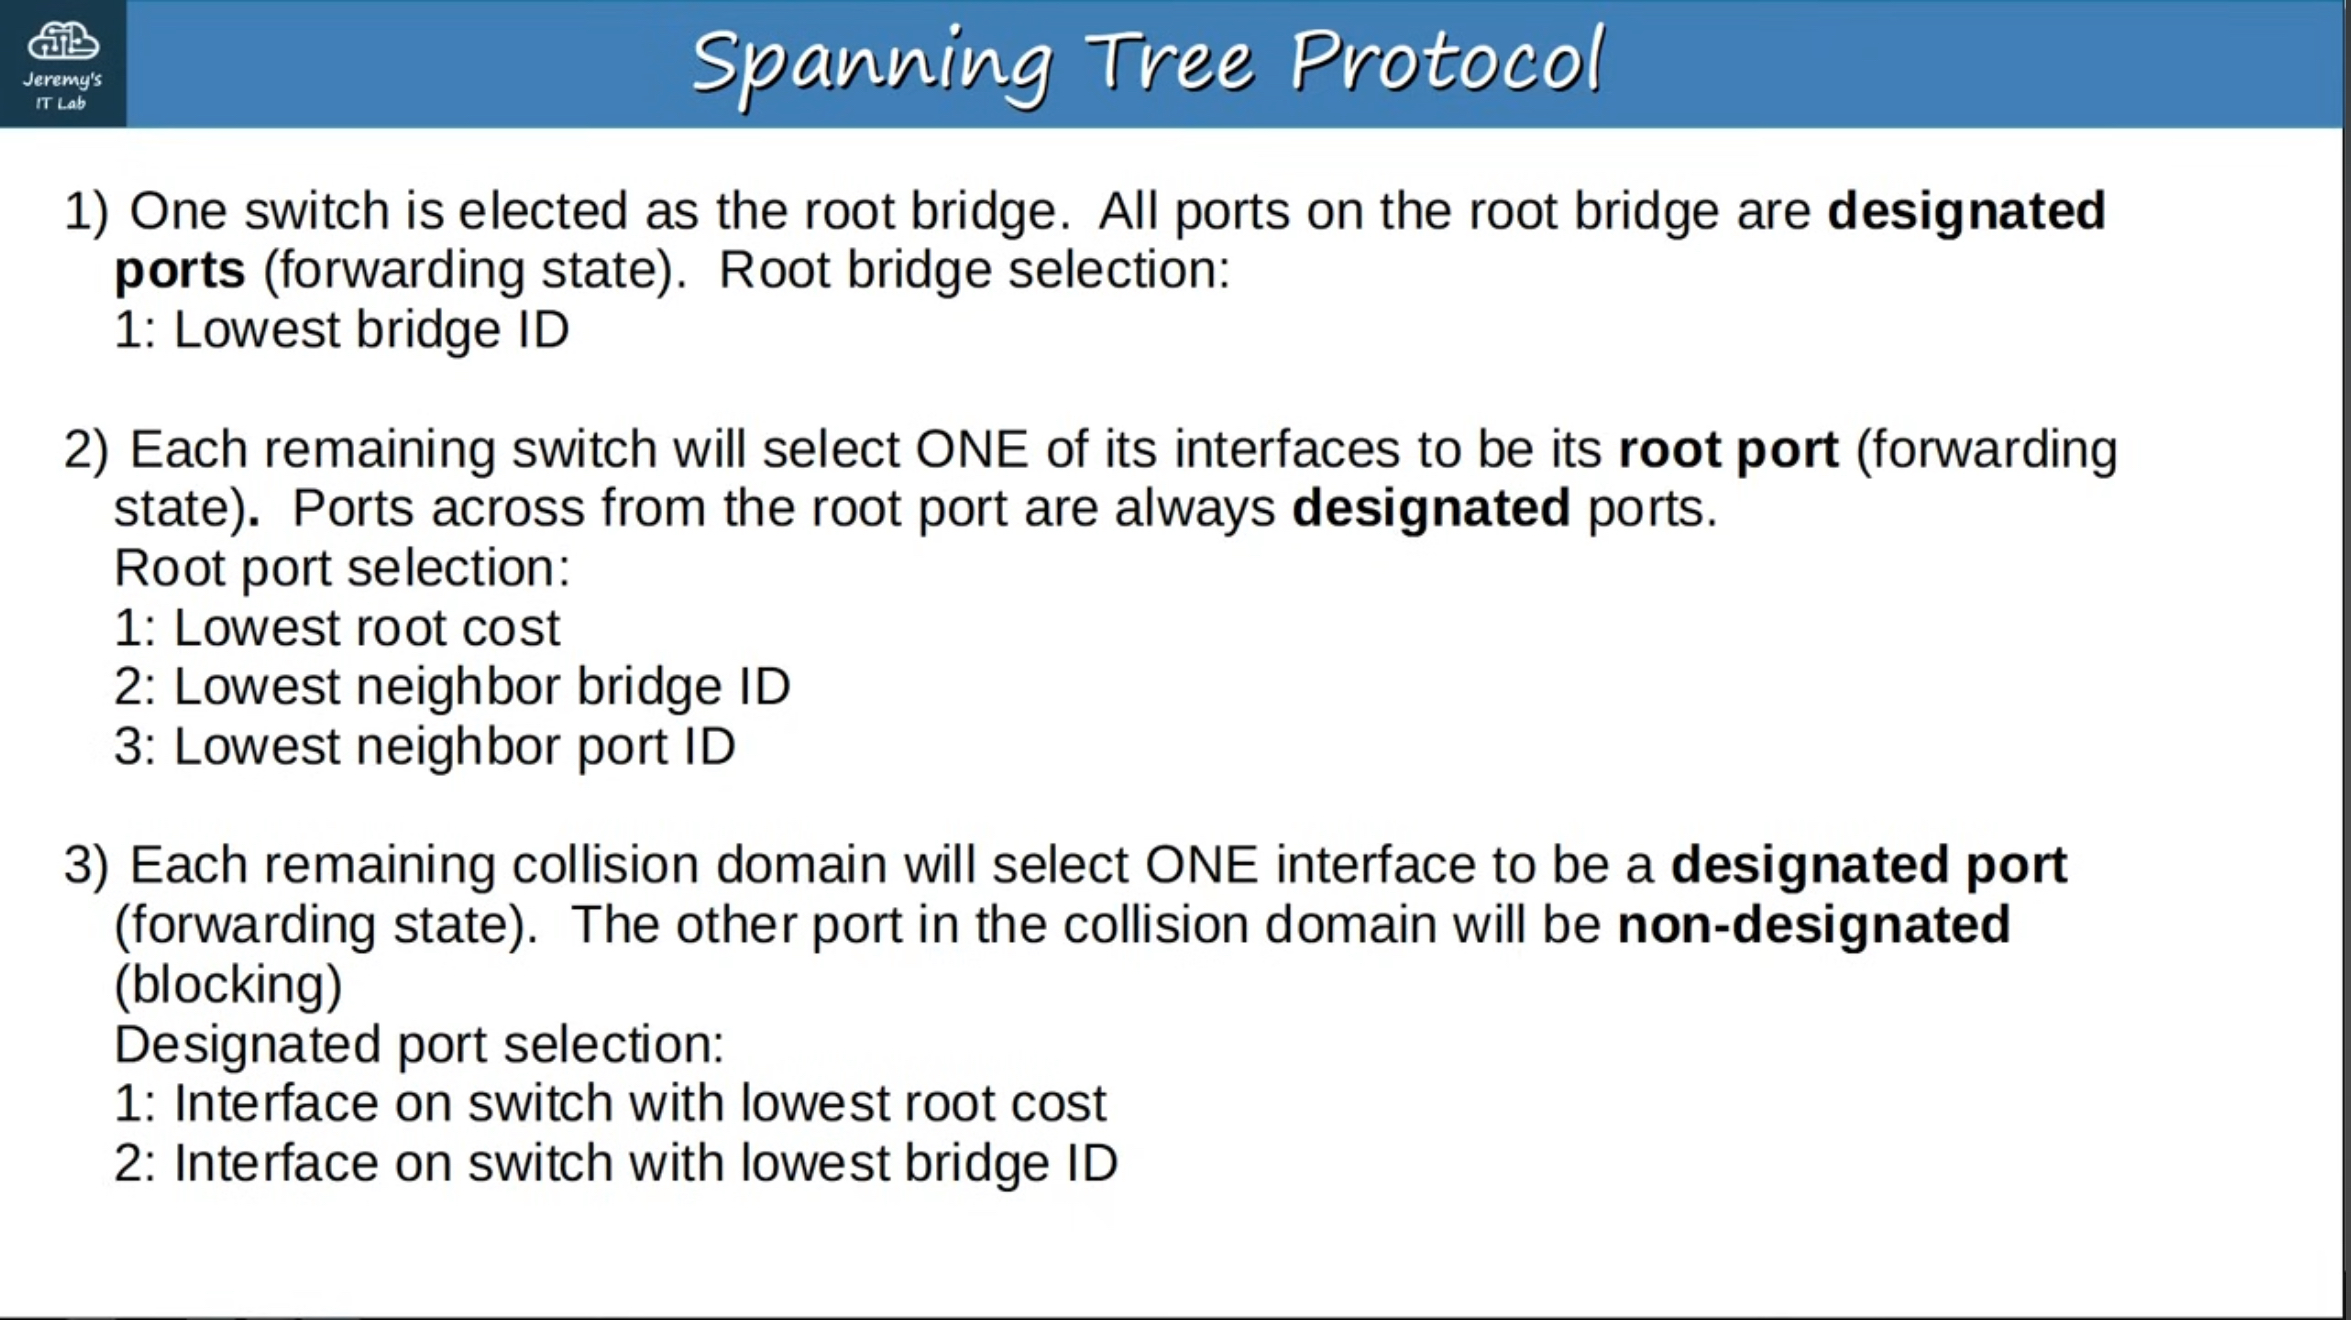 Jeremy's
IT Lab
Spanning Tree Protocol
1) One switch is elected as the root bridge. All ports on the root bridge are designated
ports (forwarding state). Root bridge selection:
1: Lowest bridge ID
2) Each remaining switch will select ONE of its interfaces to be its root port (forwarding
state). Ports across from the root port are always designated ports.
Root port selection:
1: Lowest root cost
2: Lowest neighbor bridge ID
3: Lowest neighbor port ID
3) Each remaining collision domain will select ONE interface to be a designated port
(forwarding state). The other port in the collision domain will be non-designated
(blocking)
Designated port selection:
1: Interface on switch with lowest root cost
2: Interface on switch with lowest bridge ID